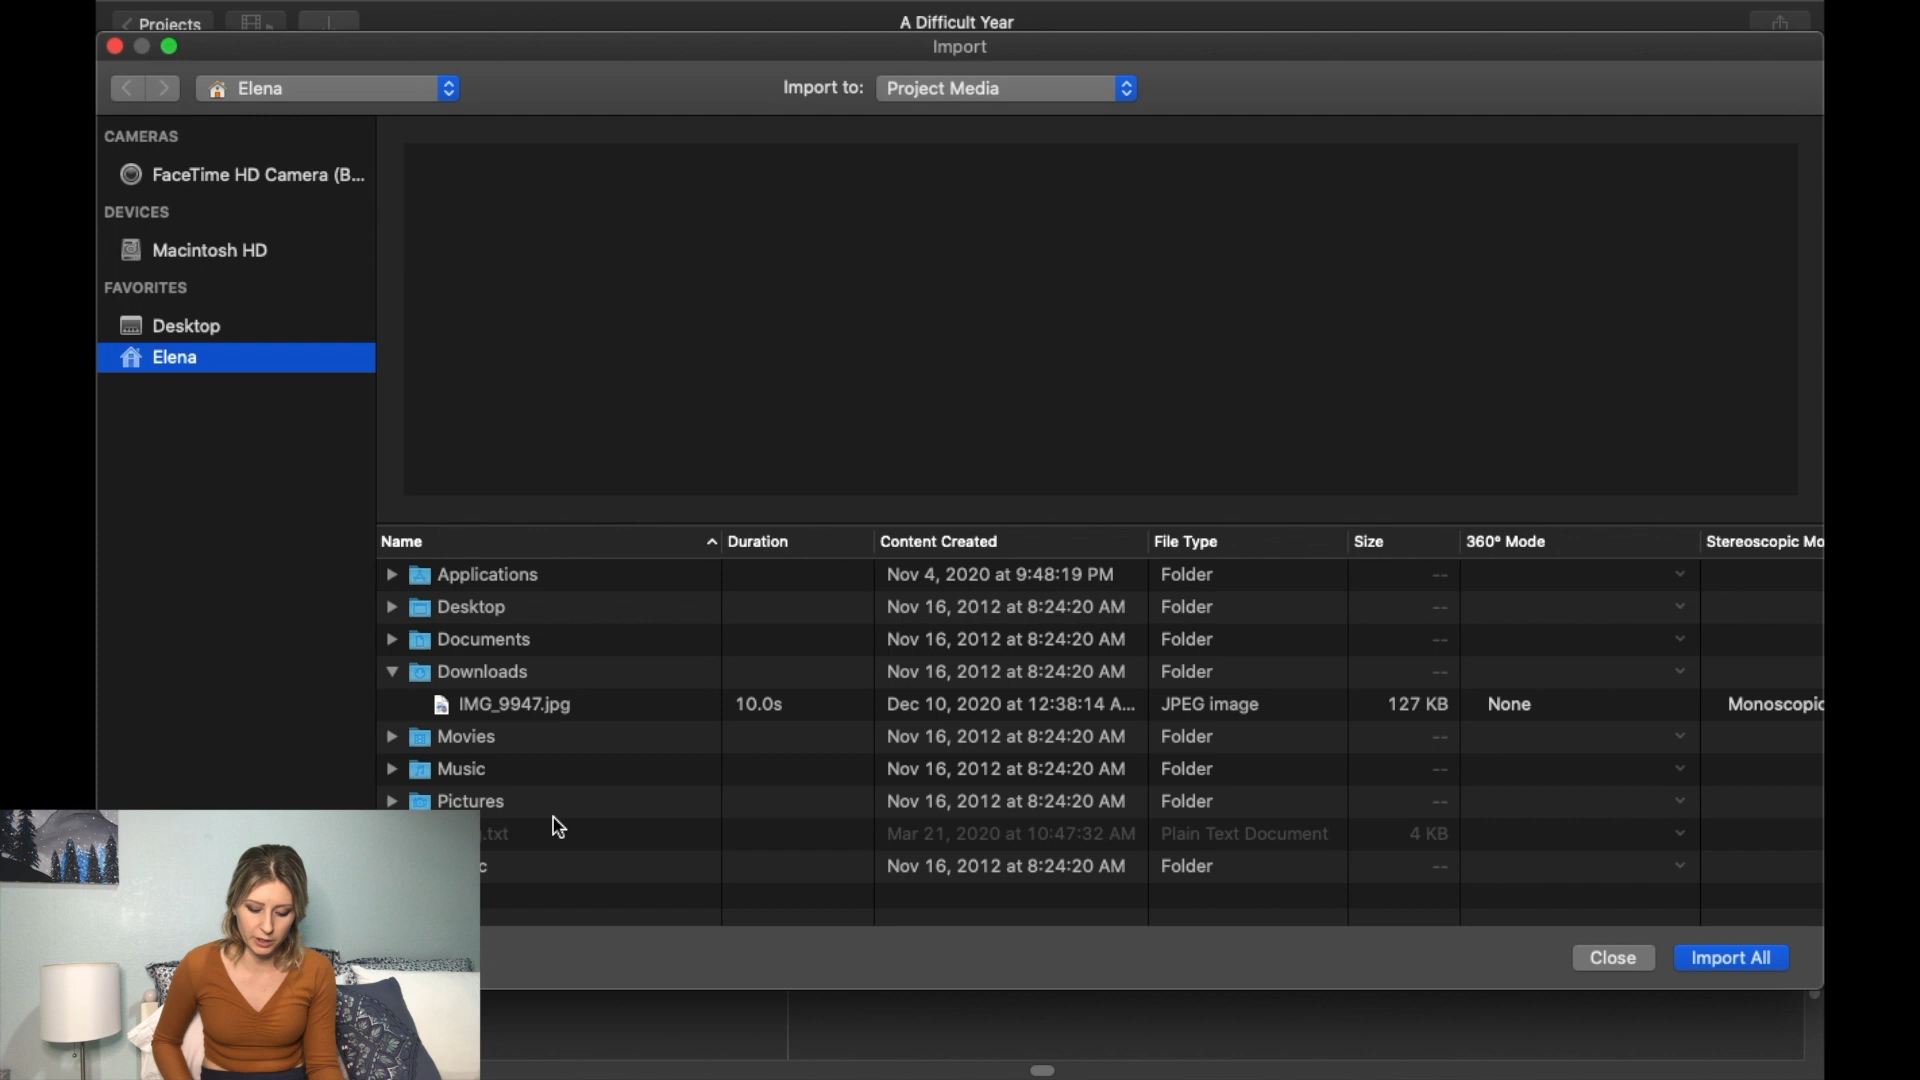 Projects
A Difficult Year
Import
Elena
Import to: Project Media
CAMERAS
FaceTime HD Camera (B...
DEVICES
Macintosh HD
FAVORITES
Desktop
Elena
Name Duration Content Created File Type Size 360° Mode Stereoscopic Mo
Applications Nov 4, 2020 at 9:48:19 PM Folder --
Desktop Nov 16, 2012 at 8:24:20 AM Folder --
Documents Nov 16, 2012 at 8:24:20 AM Folder --
Downloads Nov 16, 2012 at 8:24:20 AM Folder --
IMG_9947.jpg 10.0s Dec 10, 2020 at 12:38:14 A... JPEG image 127 KB None Monoscopic
Movies Nov 16, 2012 at 8:24:20 AM Folder --
Music Nov 16, 2012 at 8:24:20 AM Folder --
Pictures Nov 16, 2012 at 8:24:20 AM Folder --
.txt Mar 21, 2020 at 10:47:32 AM Plain Text Document 4 KB
c Nov 16, 2012 at 8:24:20 AM Folder --
Close Import All